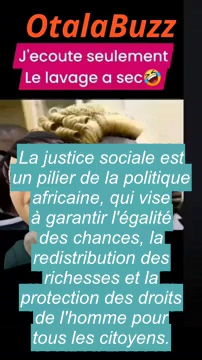 OtalaBuzz
J'ecoute seulement
Le lavage a sec🤣
La justice sociale est
un pilier de la politique
africaine, qui vise
à garantir l'égalité
des chances, la
redistribution des
richesses et la
protection des droits
de l'homme pour
tous les citoyens.